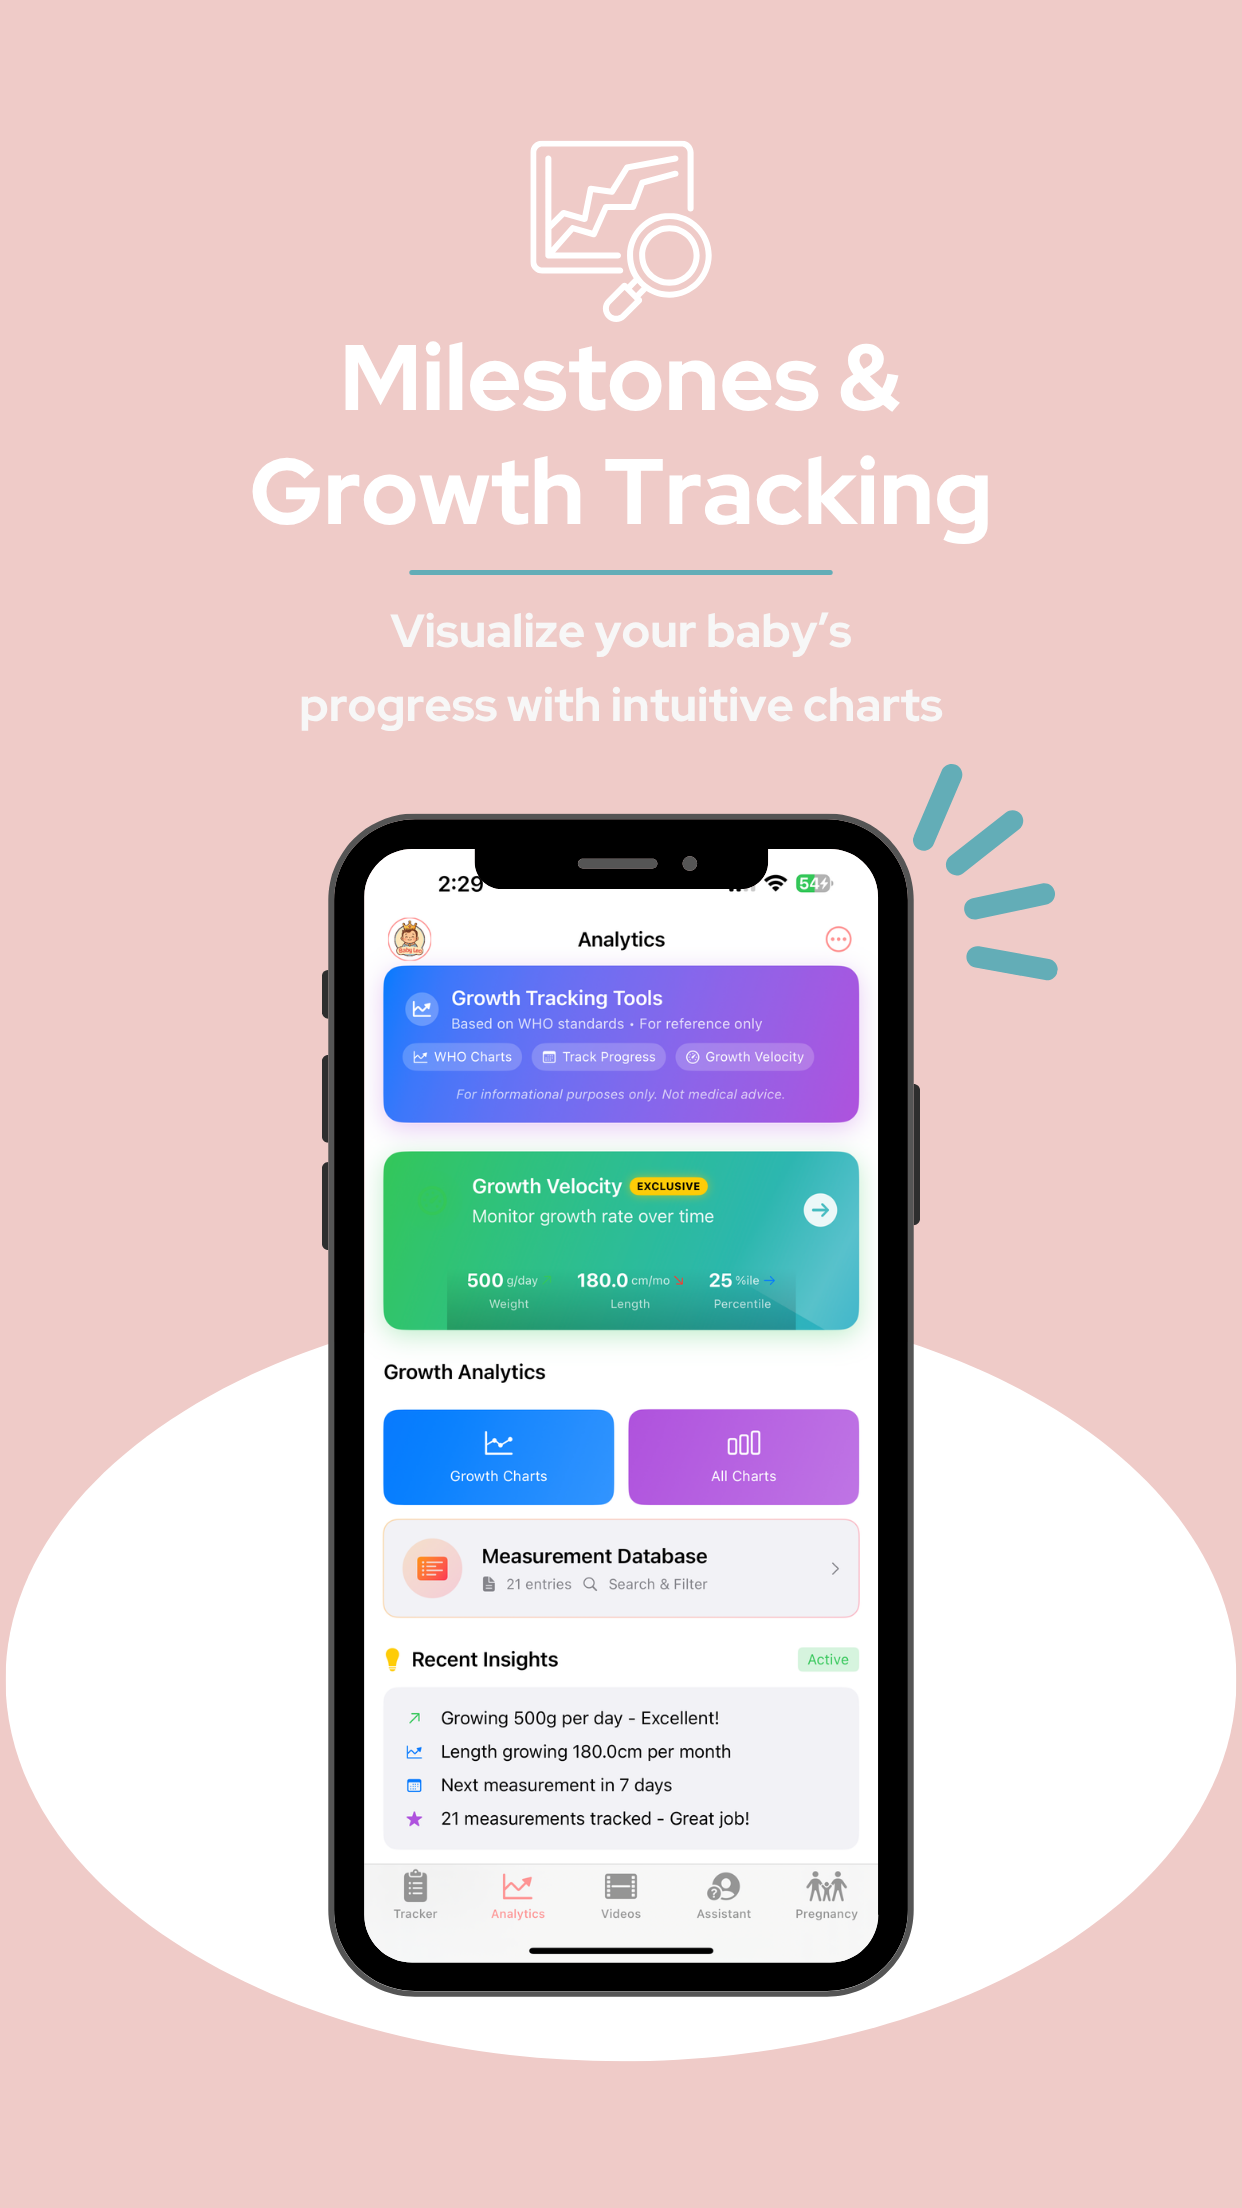 Milestones &
Growth Tracking
Visualize your baby's
progress with intuitive charts
2:29
54
Baby Log
Analytics
Growth Tracking Tools
Based on WHO standards • For reference only
WHO Charts Track Progress Growth Velocity
For informational purposes only. Not medical advice.
Growth Velocity EXCLUSIVE
Monitor growth rate over time
500 g/day 180.0 cm/mo 25 %ile
Weight Length Percentile
Growth Analytics
Growth Charts All Charts
Measurement Database
21 entries Search & Filter
Recent Insights Active
Growing 500g per day - Excellent!
Length growing 180.0cm per month
Next measurement in 7 days
21 measurements tracked - Great job!
Tracker Analytics Videos Assistant Pregnancy